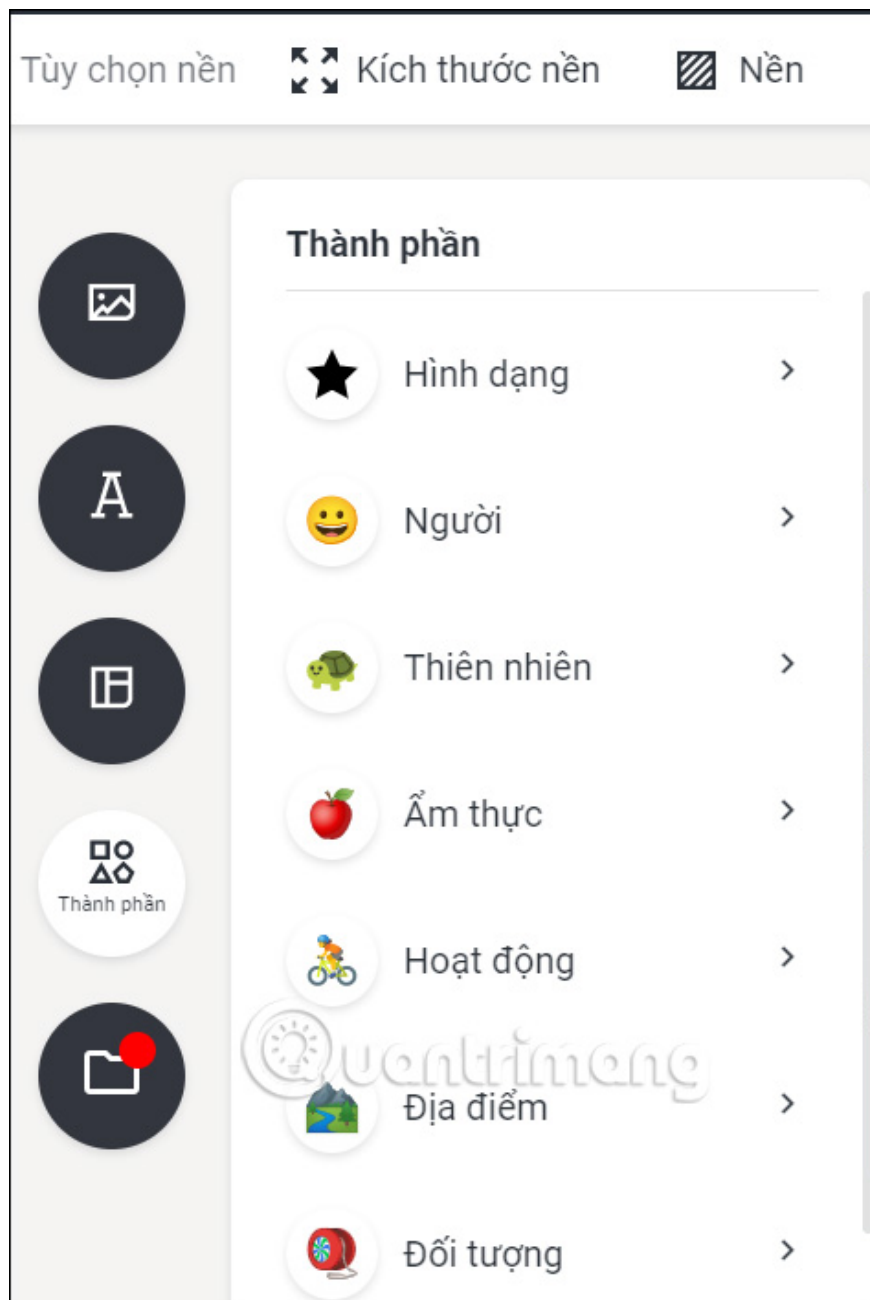 Tùy chọn nền Kích thước nền Nền
Thành phần
Hình dạng
Người
Thiên nhiên
Ẩm thực
Thành phần
Hoạt động
Quantrimang
Địa điểm
Đối tượng